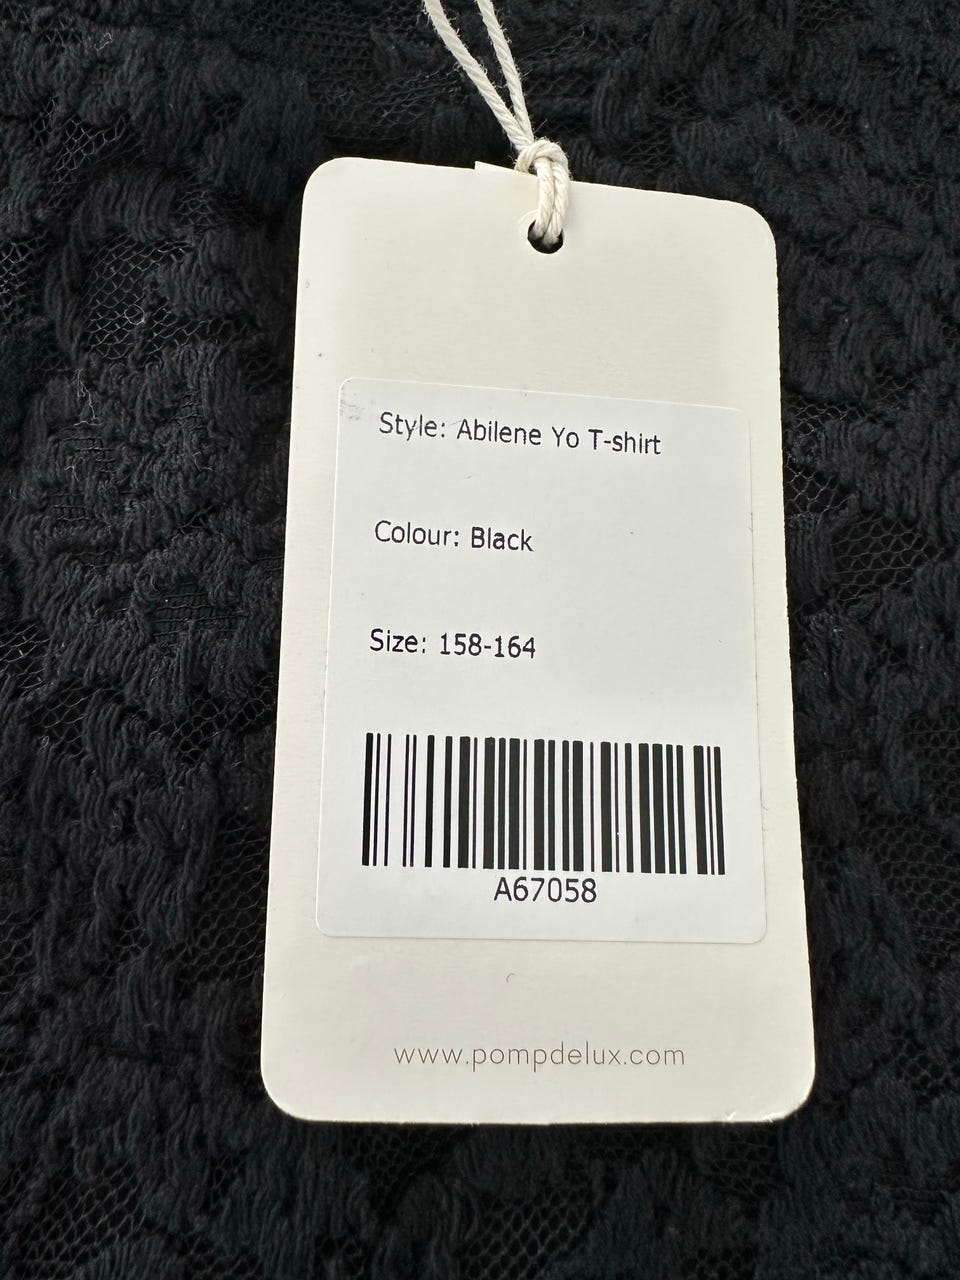 Style: Abilene Yo T-shirt
Colour: Black
Size: 158-164
A67058
www.pompdelux.com